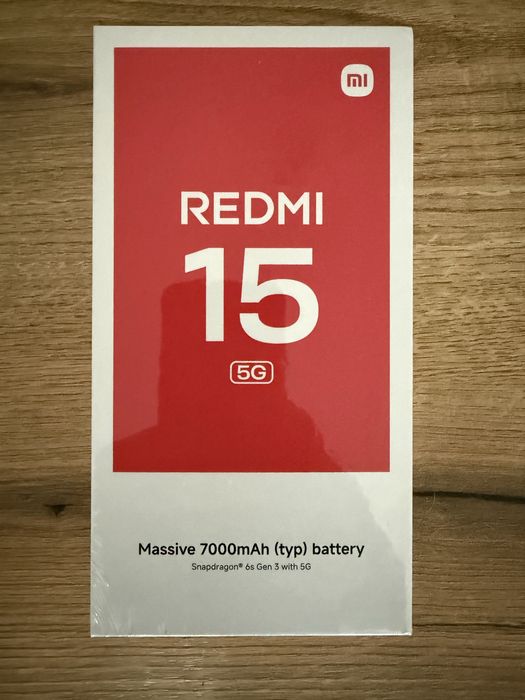 mi
REDMI
15
5G
Massive 7000mAh (typ) battery
Snapdragon® 6s Gen 3 with 5G